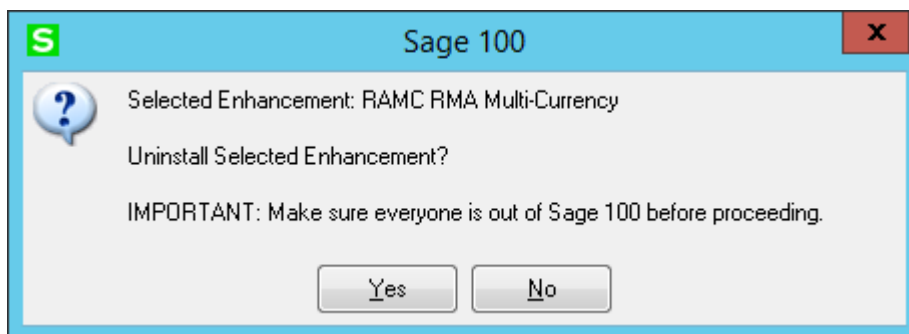 S
Sage 100
x
?
Selected Enhancement: RAMC RMA Multi-Currency
Uninstall Selected Enhancement?
IMPORTANT: Make sure everyone is out of Sage 100 before proceeding.
Yes No